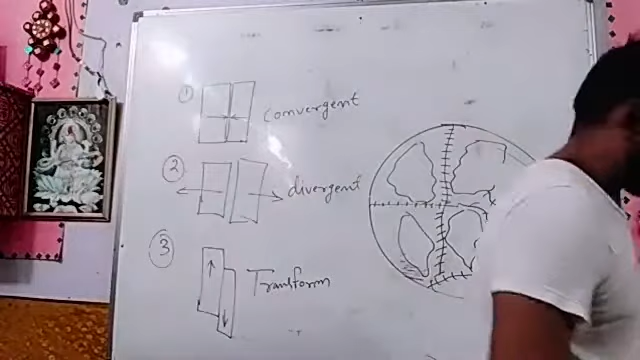 ① Convergent
② divergent
③ Transform